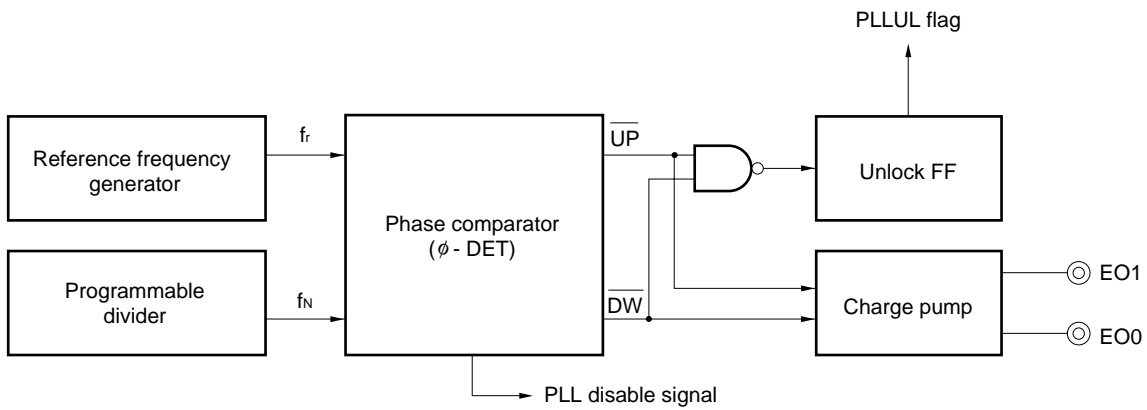 PLLUL flag
Reference frequency
generator
fr
Phase comparator
(ϕ - DET)
UP
Unlock FF
Programmable
divider
fN
DW
Charge pump
EO1
EO0
PLL disable signal